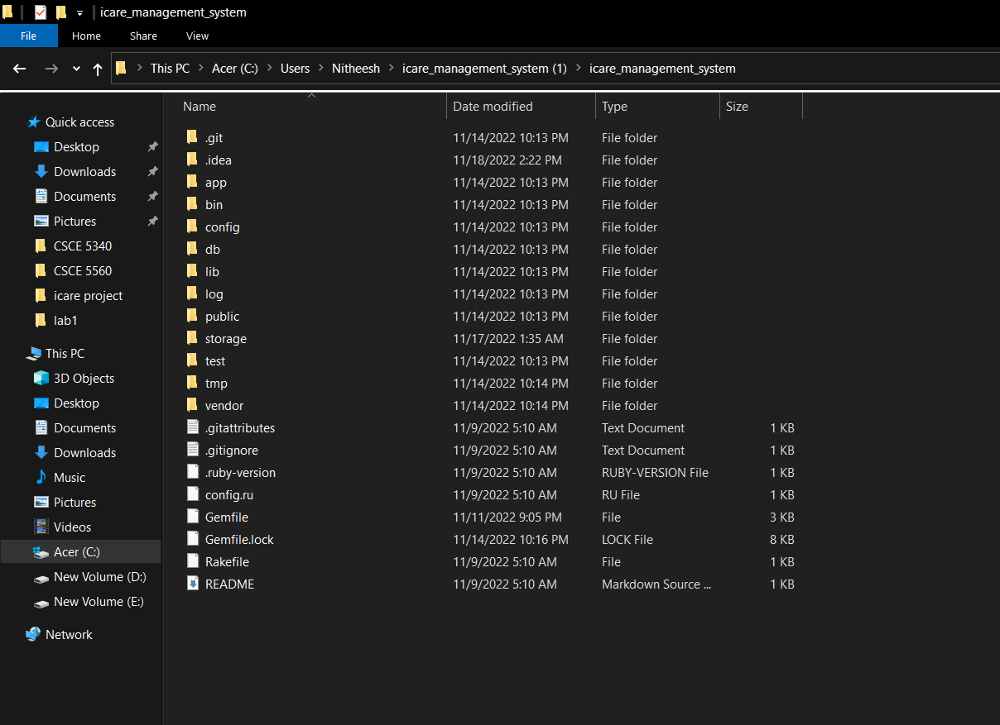 icare_management_system
File Home Share View
This PC Acer (C:) Users Nitheesh icare_management_system (1) icare_management_system
Quick access
Desktop
Downloads
Documents
Pictures
CSCE 5340
CSCE 5560
icare project
lab1
This PC
3D Objects
Desktop
Documents
Downloads
Music
Pictures
Videos
Acer (C:)
New Volume (D:)
New Volume (E:)
Network
Name Date modified Type Size
.git 11/14/2022 10:13 PM File folder
.idea 11/18/2022 2:22 PM File folder
app 11/14/2022 10:13 PM File folder
bin 11/14/2022 10:13 PM File folder
config 11/14/2022 10:13 PM File folder
db 11/14/2022 10:13 PM File folder
lib 11/14/2022 10:13 PM File folder
log 11/14/2022 10:13 PM File folder
public 11/14/2022 10:13 PM File folder
storage 11/17/2022 1:35 AM File folder
test 11/14/2022 10:13 PM File folder
tmp 11/14/2022 10:14 PM File folder
vendor 11/14/2022 10:14 PM File folder
.gitattributes 11/9/2022 5:10 AM Text Document 1 KB
.gitignore 11/9/2022 5:10 AM Text Document 1 KB
.ruby-version 11/9/2022 5:10 AM RUBY-VERSION File 1 KB
config.ru 11/9/2022 5:10 AM RU File 1 KB
Gemfile 11/11/2022 9:05 PM File 3 KB
Gemfile.lock 11/14/2022 10:16 PM LOCK File 8 KB
Rakefile 11/9/2022 5:10 AM File 1 KB
README 11/9/2022 5:10 AM Markdown Source ... 1 KB